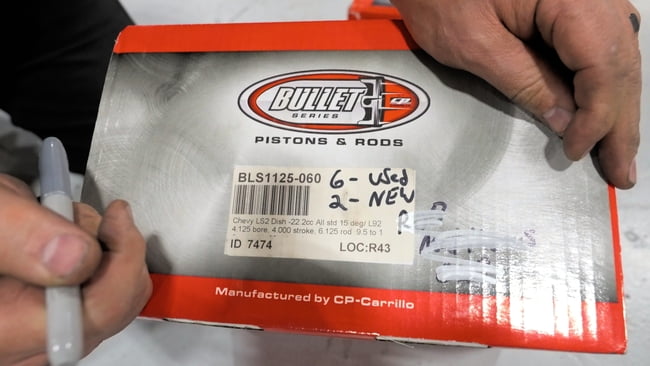 BULLET
CP
SERIES
PISTONS & RODS
BLS1125-060
6- used
2- NEW
Chevy LS2 Dish -22.2cc All std 15 deg/ L92
4.125 bore, 4.000 stroke, 6.125 rod 9.5 to 1
ID 7474 LOC:R43
Manufactured by CP-Carrillo